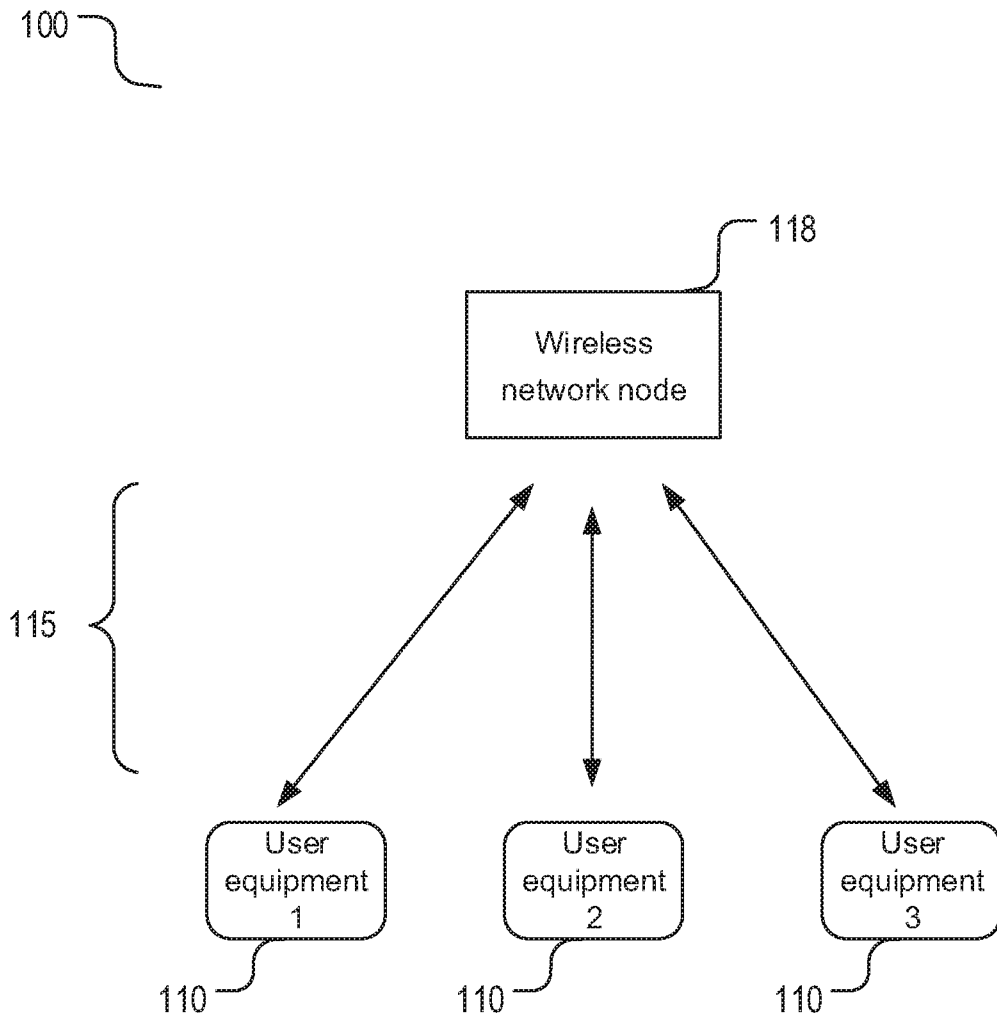 100
118
Wireless
network node
115
User
equipment
1
User
equipment
2
User
equipment
3
110
110
110